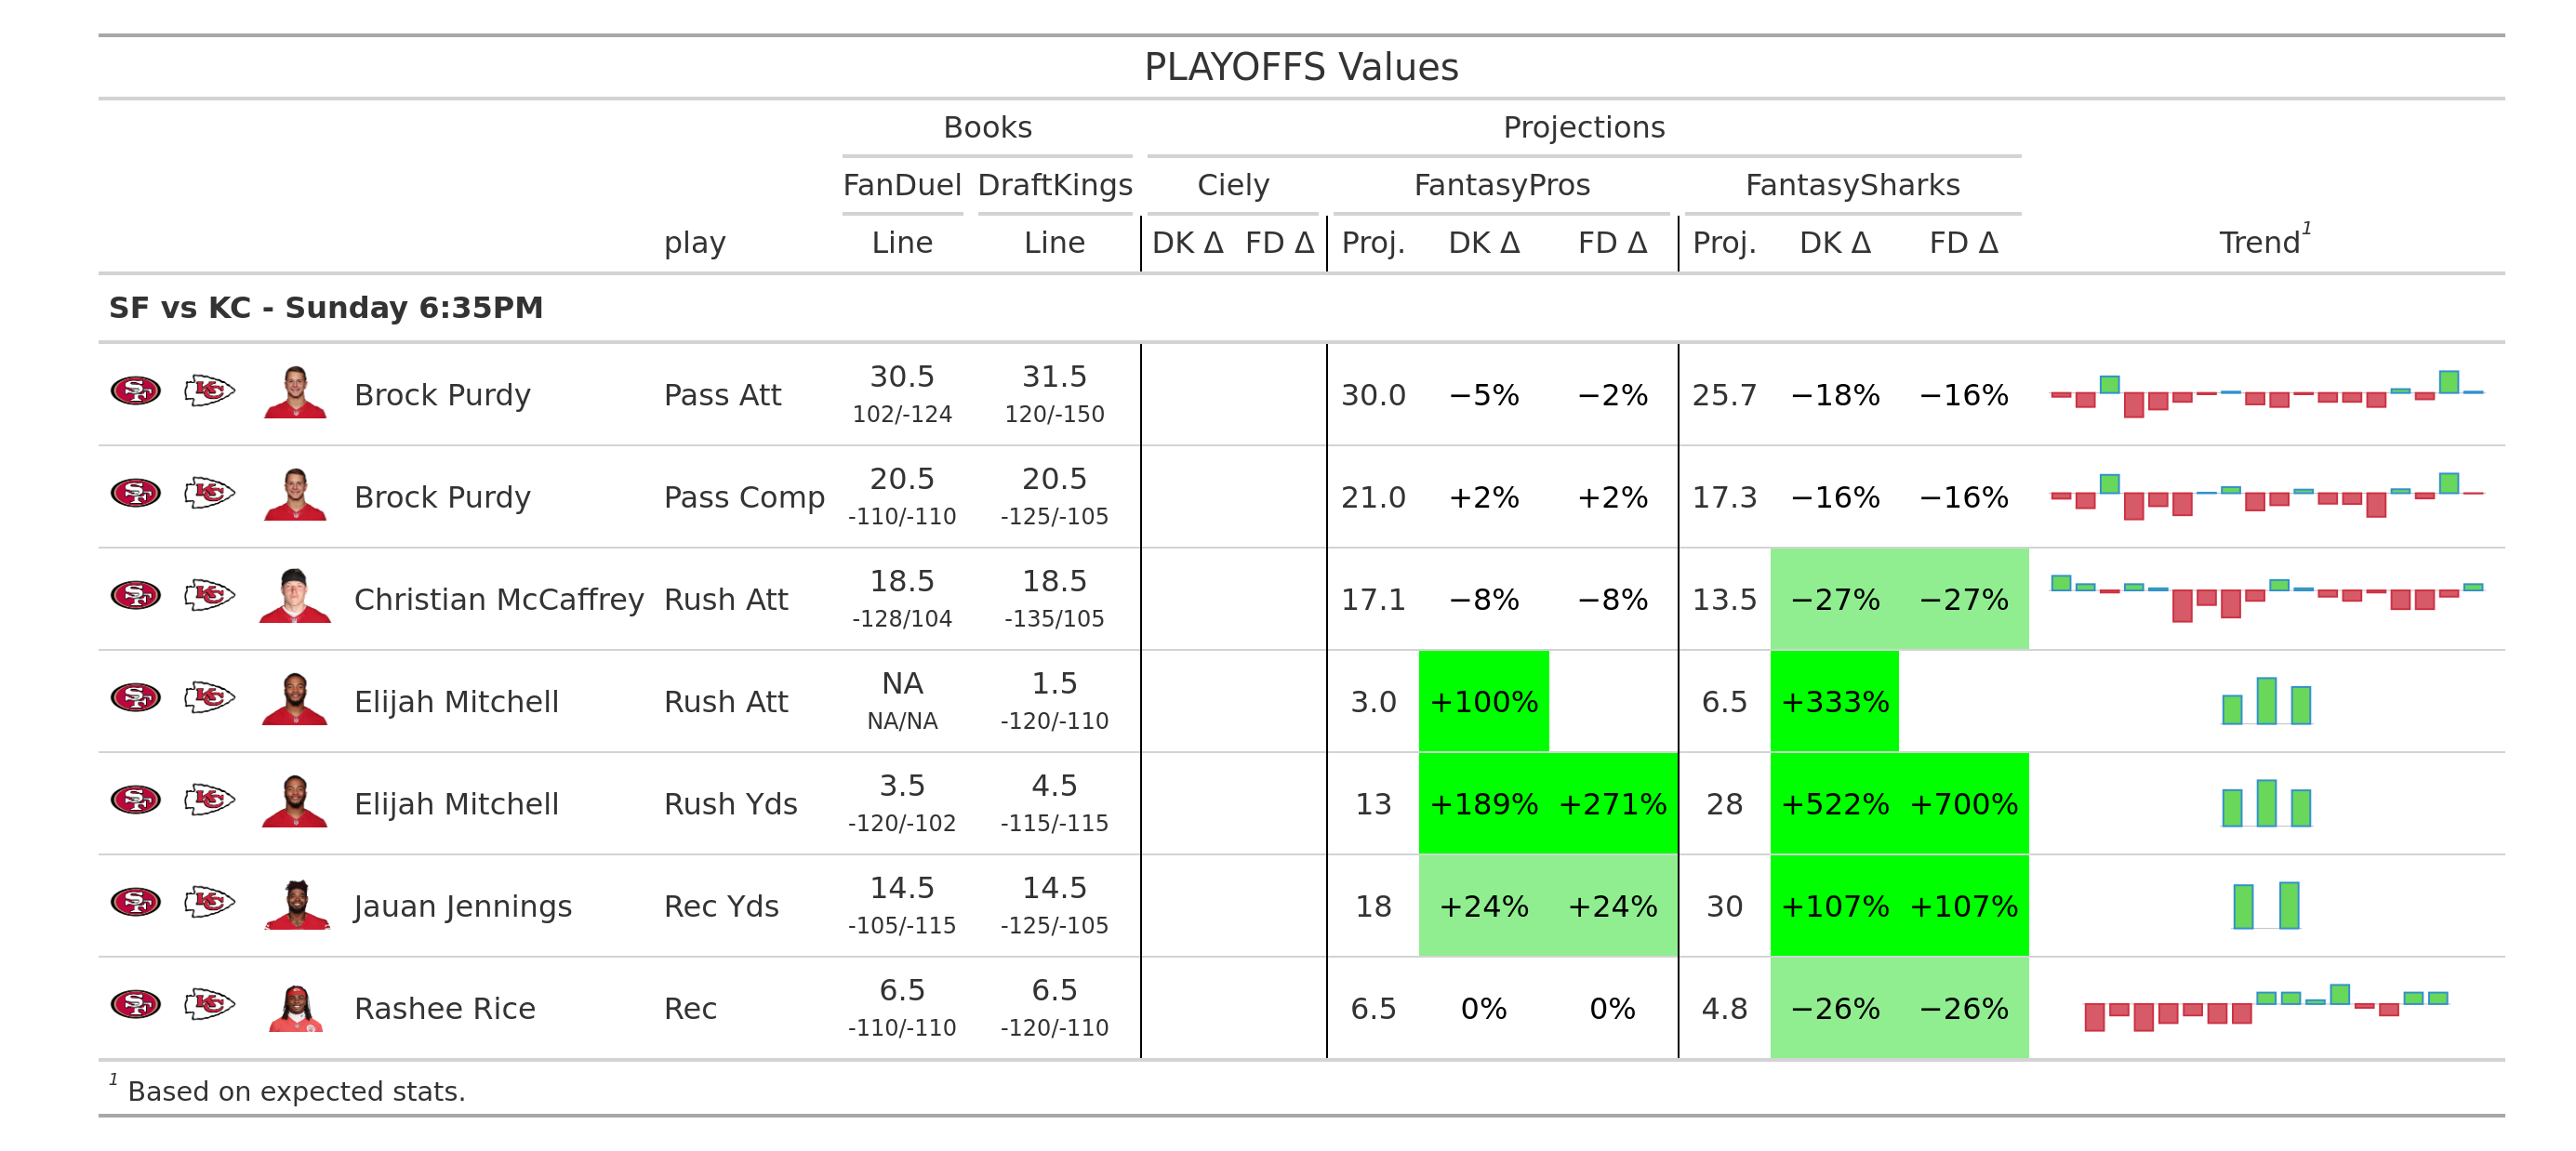 PLAYOFFS Values
Books Projections
FanDuel DraftKings Ciely FantasyPros FantasySharks
play Line Line DK Δ FD Δ Proj. DK Δ FD Δ Proj. DK Δ FD Δ Trend1
SF vs KC - Sunday 6:35PM
Brock Purdy Pass Att 30.5 31.5 30.0 −5% −2% 25.7 −18% −16%
102/-124 120/-150
Brock Purdy Pass Comp 20.5 20.5 21.0 +2% +2% 17.3 −16% −16%
-110/-110 -125/-105
Christian McCaffrey Rush Att 18.5 18.5 17.1 −8% −8% 13.5 −27% −27%
-128/104 -135/105
Elijah Mitchell Rush Att NA 1.5 3.0 +100% 6.5 +333%
NA/NA -120/-110
Elijah Mitchell Rush Yds 3.5 4.5 13 +189% +271% 28 +522% +700%
-120/-102 -115/-115
Jauan Jennings Rec Yds 14.5 14.5 18 +24% +24% 30 +107% +107%
-105/-115 -125/-105
Rashee Rice Rec 6.5 6.5 6.5 0% 0% 4.8 −26% −26%
-110/-110 -120/-110
1 Based on expected stats.